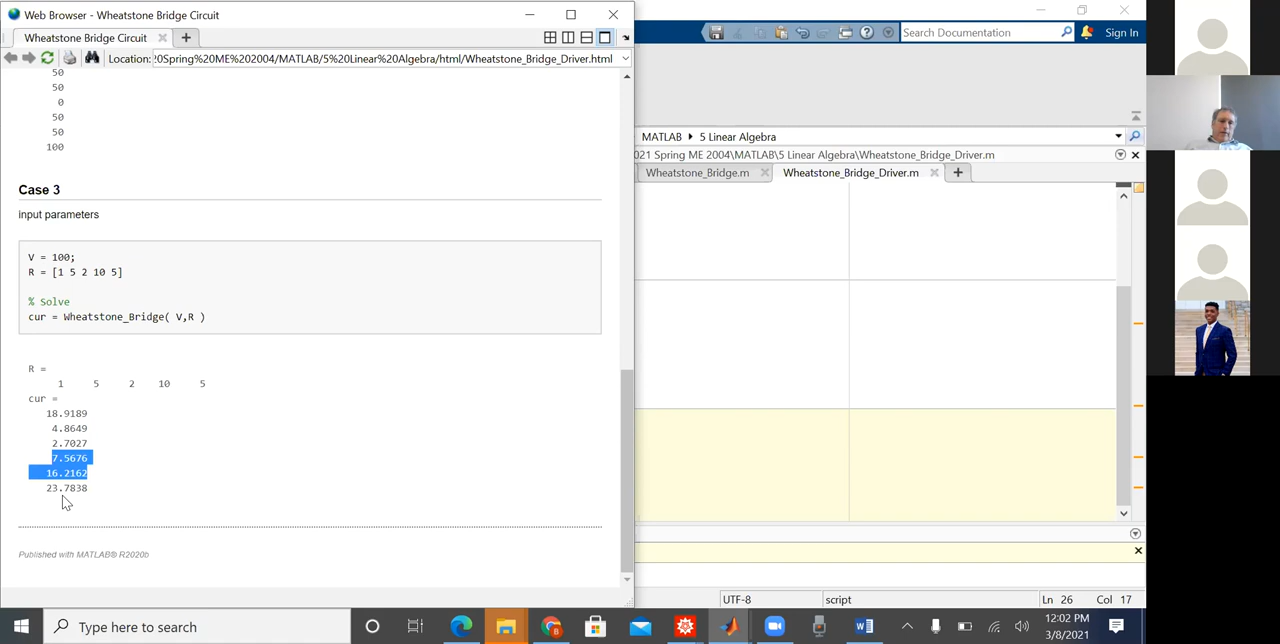 Web Browser - Wheatstone Bridge Circuit
Wheatstone Bridge Circuit
Location: 20Spring%20ME%202004/MATLAB/5%20Linear%20Algebra/html/Wheatstone_Bridge_Driver.html
50
50
0
50
50
100
Case 3
input parameters
V = 100;
R = [1 5 2 10 5]
% Solve
cur = Wheatstone_Bridge( V,R )
R =
1 5 2 10 5
cur =
18.9189
4.8649
2.7027
7.5676
16.2162
23.7838
Published with MATLAB® R2020b
Search Documentation
Sign In
MATLAB
5 Linear Algebra
021 Spring ME 2004\MATLAB\5 Linear Algebra\Wheatstone_Bridge_Driver.m
Wheatstone_Bridge.m
Wheatstone_Bridge_Driver.m
UTF-8
script
Ln 26 Col 17
Type here to search
12:02 PM
3/8/2021